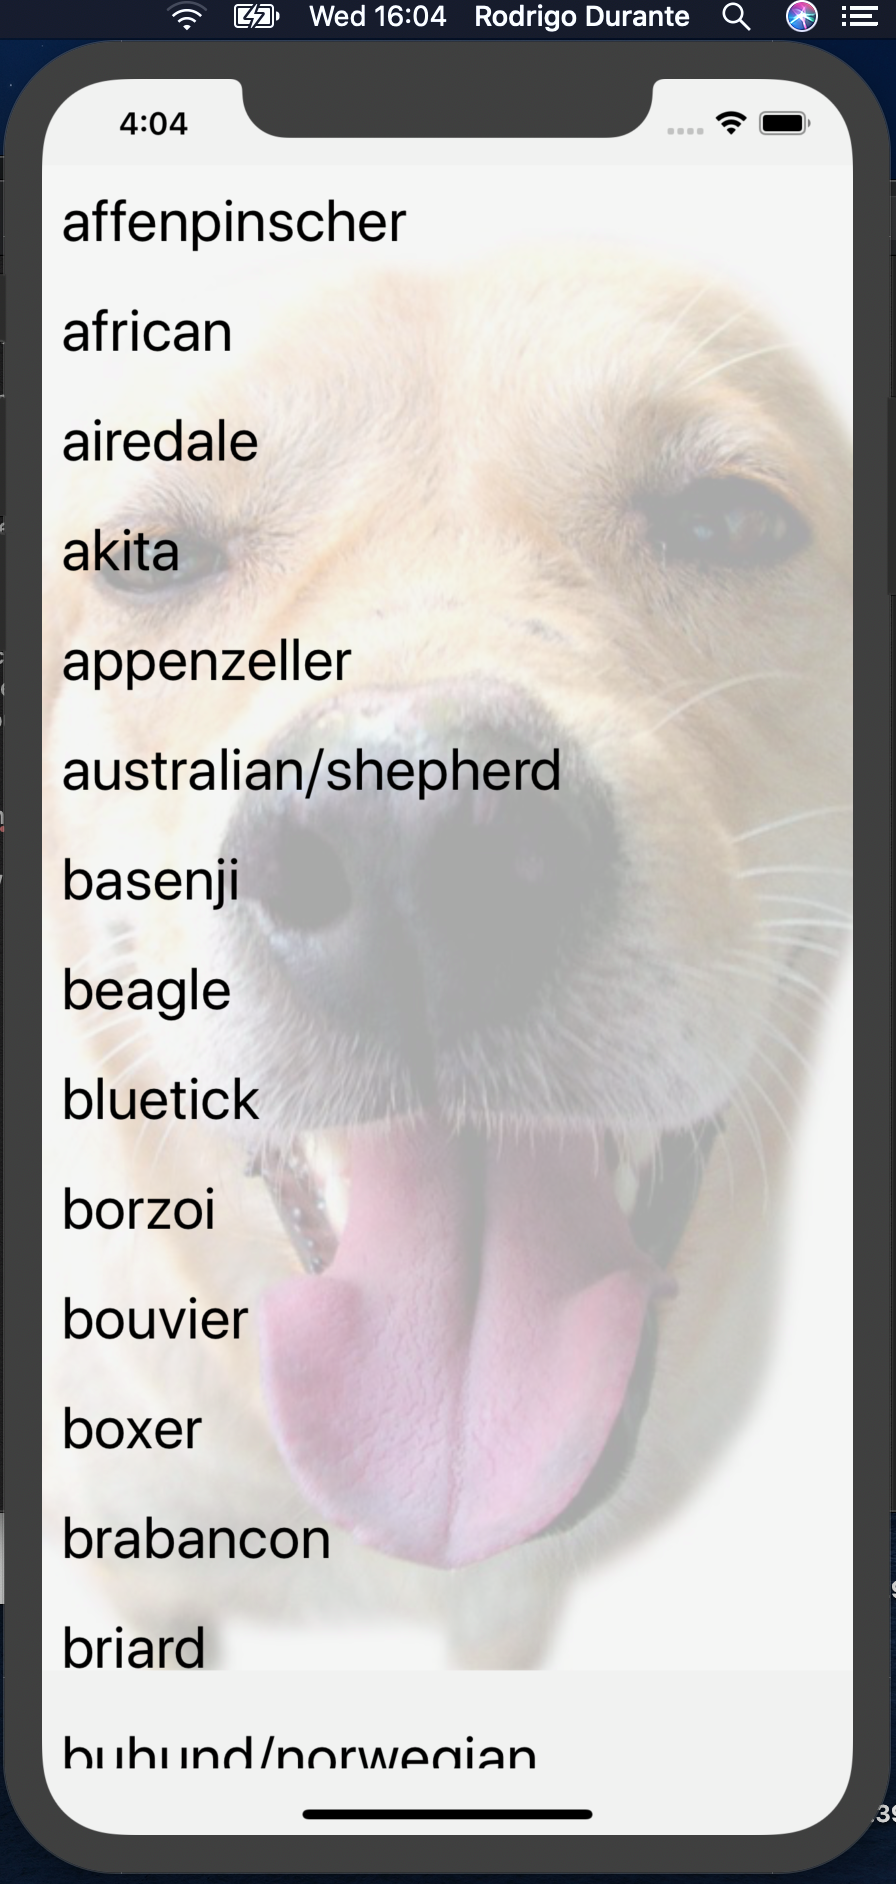 Wed 16:04 Rodrigo Durante
4:04
affenpinscher
african
airedale
akita
appenzeller
australian/shepherd
basenji
beagle
bluetick
borzoi
bouvier
boxer
brabancon
briard
buhund/norwegian